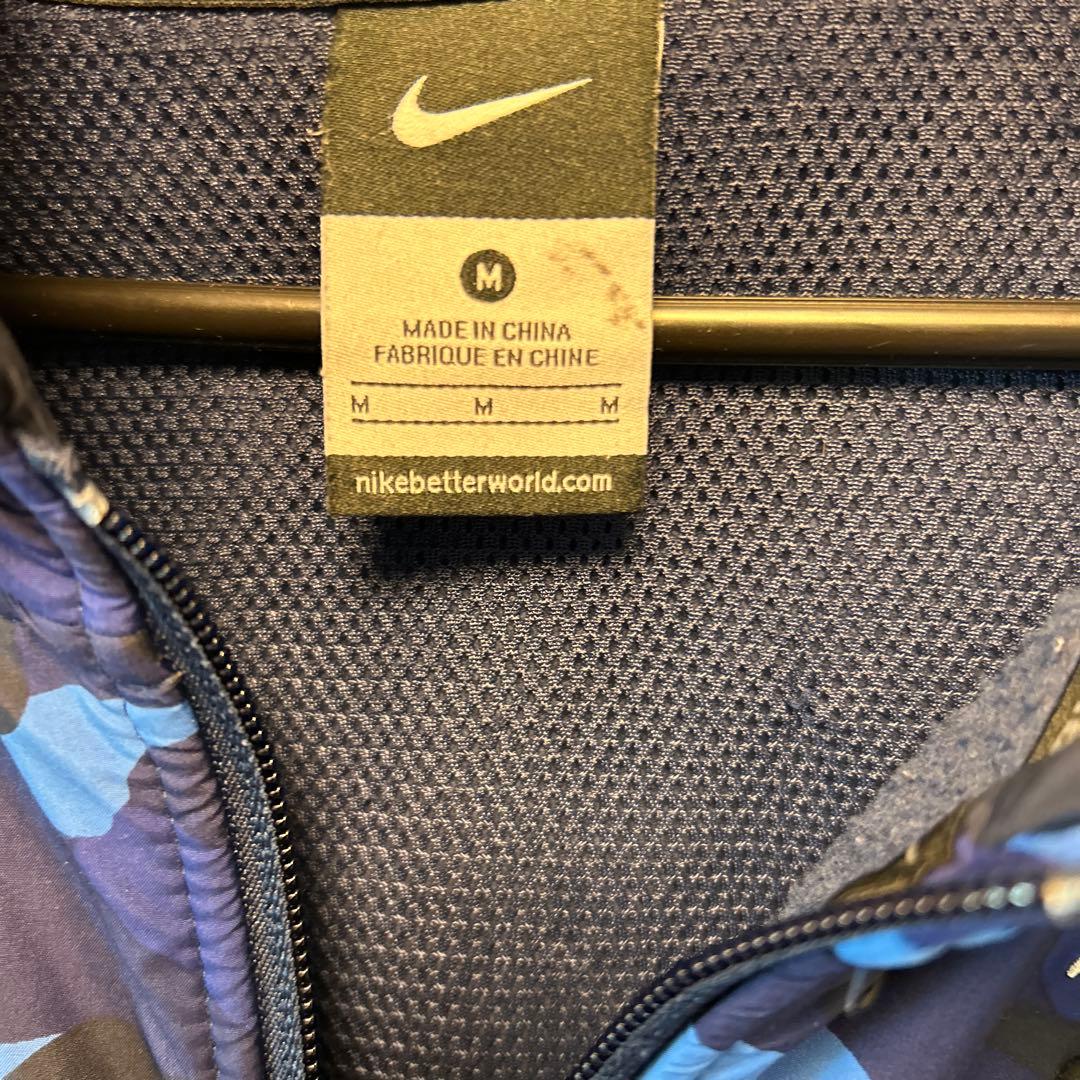 M
MADE IN CHINA
FABRIQUE EN CHINE
M M M
nikebetterworld.com